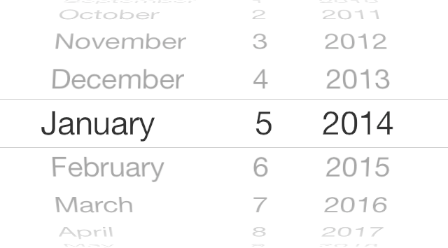 October 2 2011
November 3 2012
December 4 2013
January 5 2014
February 6 2015
March 7 2016
April 8 2017